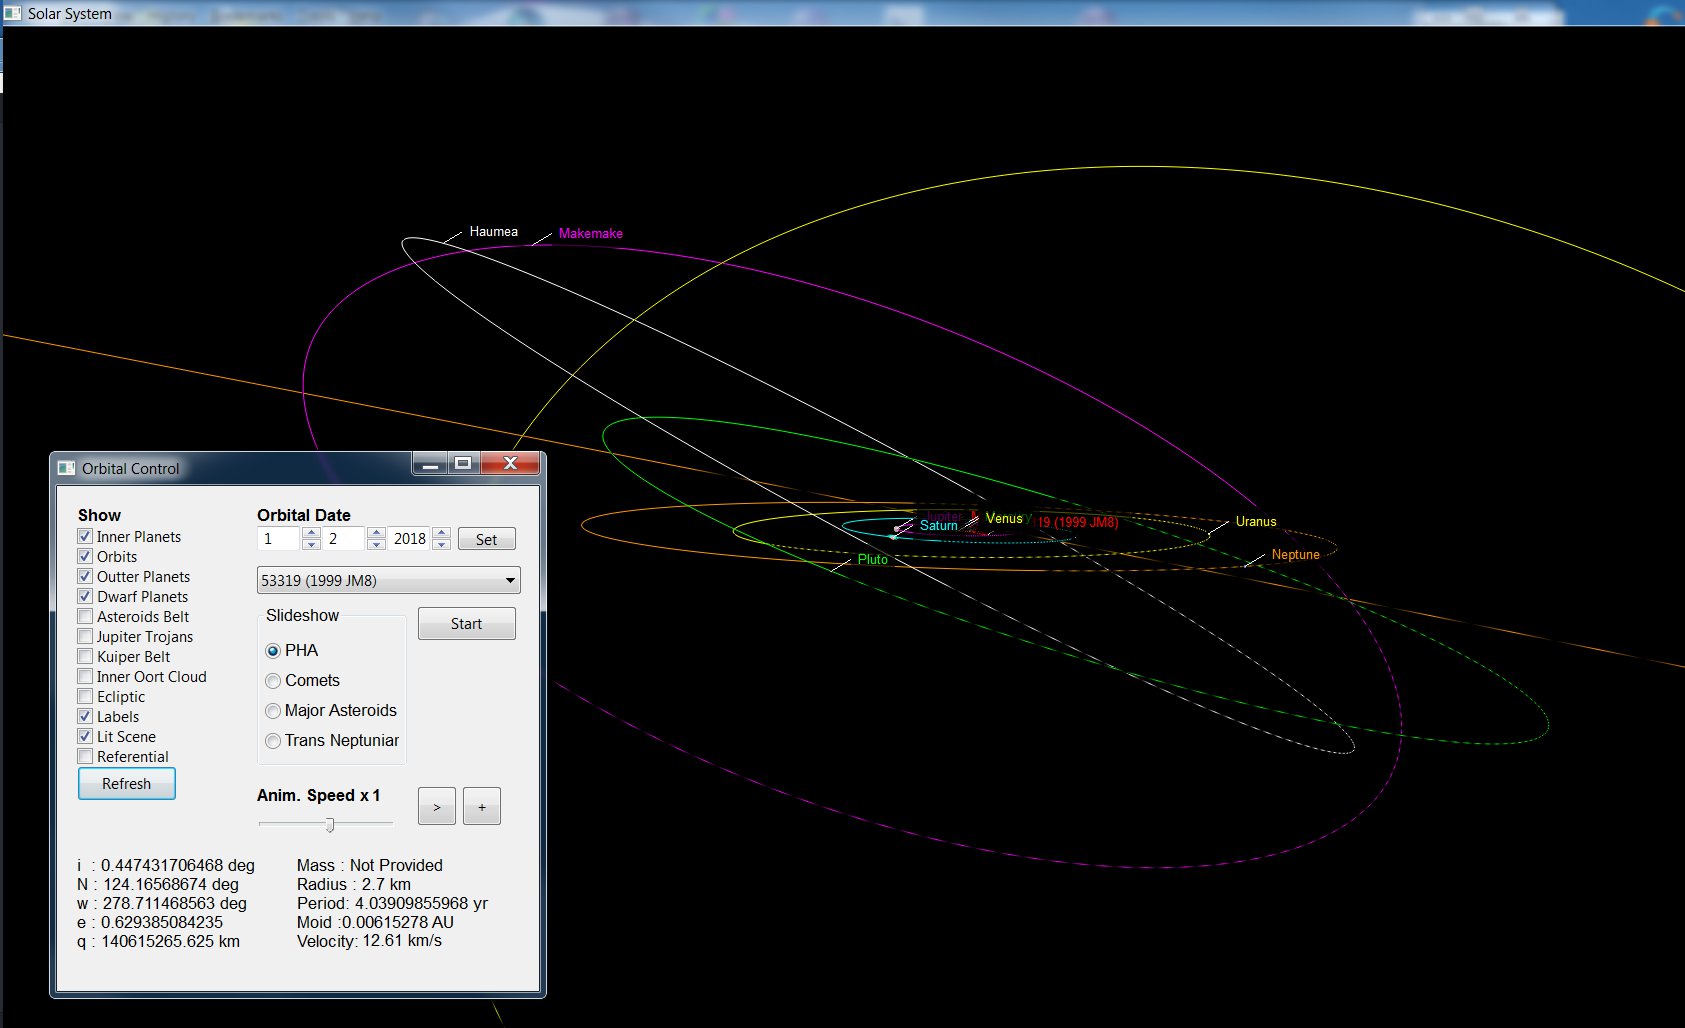 Solar System
Haumea
Makemake
Jupiter
Saturn
Venus
19 (1999 JM8)
Uranus
Neptune
Pluto
Orbital Control
Show
Inner Planets
Orbits
Outter Planets
Dwarf Planets
Asteroids Belt
Jupiter Trojans
Kuiper Belt
Inner Oort Cloud
Ecliptic
Labels
Lit Scene
Referential
Refresh
Orbital Date
1 2 2018 Set
53319 (1999 JM8)
Slideshow
Start
PHA
Comets
Major Asteroids
Trans Neptunian
Anim. Speed x 1
> +
i : 0.447431706468 deg
N : 124.16568674 deg
w : 278.711468563 deg
e : 0.629385084235
q : 140615265.625 km
Mass : Not Provided
Radius : 2.7 km
Period: 4.03909855968 yr
Moid :0.00615278 AU
Velocity: 12.61 km/s